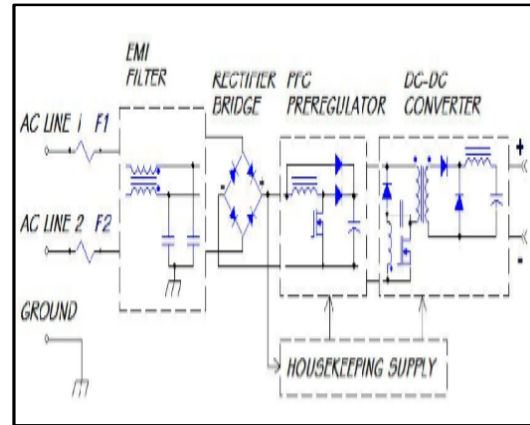 EMI
FILTER
RECTIFIER
BRIDGE
PFC
PREREGULATOR
DC-DC
CONVERTER
AC LINE 1 F1
AC LINE 2 F2
GROUND
HOUSEKEEPING SUPPLY
+
-